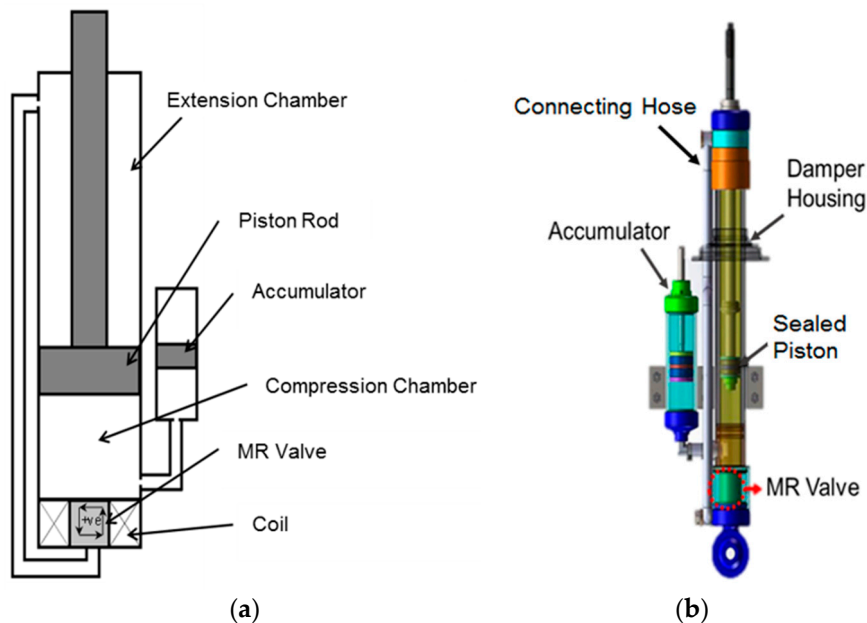 Extension Chamber
Piston Rod
Accumulator
Compression Chamber
MR Valve
Coil
+ve
(a)
Connecting Hose
Damper
Housing
Accumulator
Sealed
Piston
MR Valve
(b)